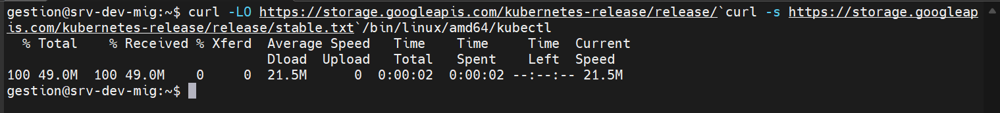 gestion@srv-dev-mig:~$ curl -LO https://storage.googleapis.com/kubernetes-release/release/`curl -s https://storage.googleap
is.com/kubernetes-release/release/stable.txt`/bin/linux/amd64/kubectl
  % Total    % Received % Xferd  Average Speed   Time    Time     Time  Current
                                 Dload  Upload   Total   Spent    Left  Speed
100 49.0M  100 49.0M    0     0  21.5M      0  0:00:02  0:00:02 --:--:-- 21.5M
gestion@srv-dev-mig:~$